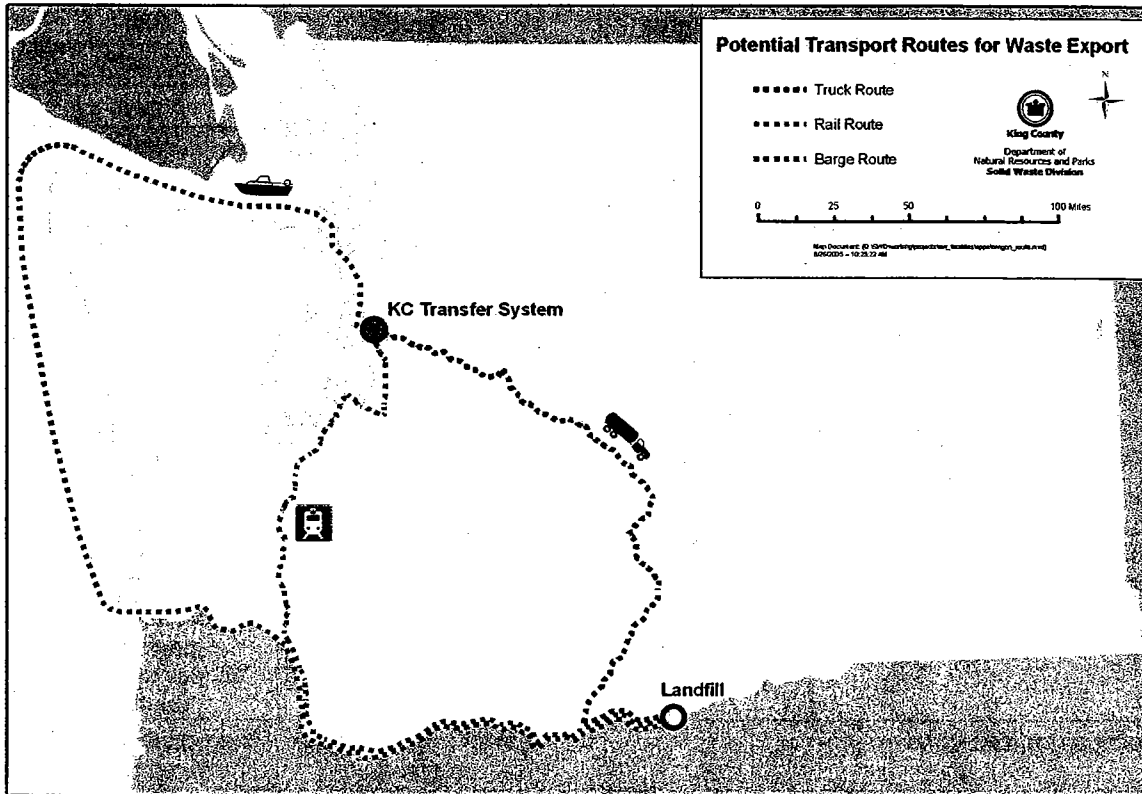 Potential Transport Routes for Waste Export
Truck Route
Rail Route
Barge Route
N
King County
Department of
Natural Resources and Parks
Solid Waste Division
0 25 50 100 Miles
KC Transfer System
Landfill